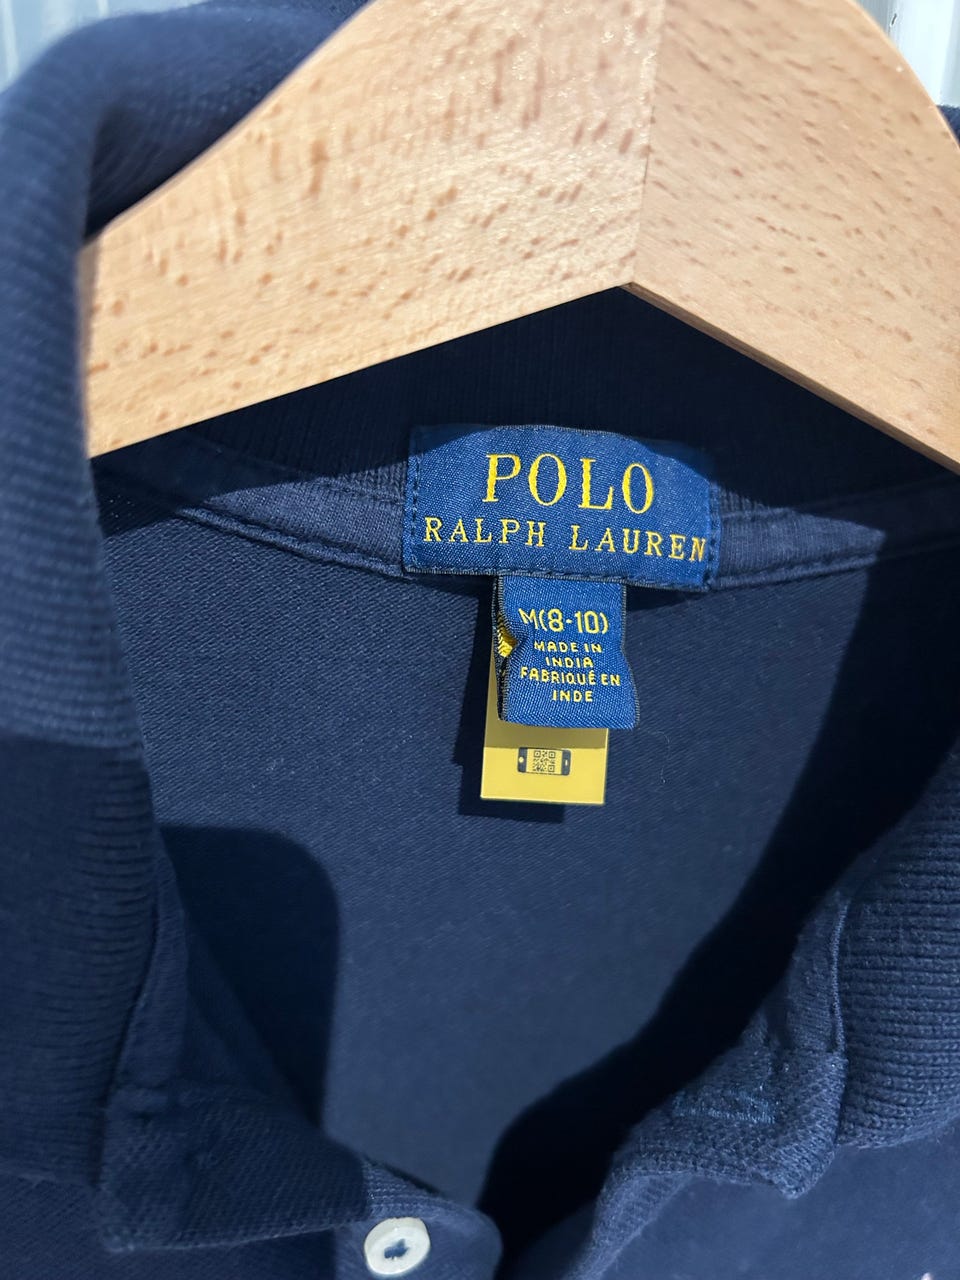 POLO
RALPH LAUREN
M(8-10)
MADE IN
INDIA
FABRIQUÉ EN
INDE